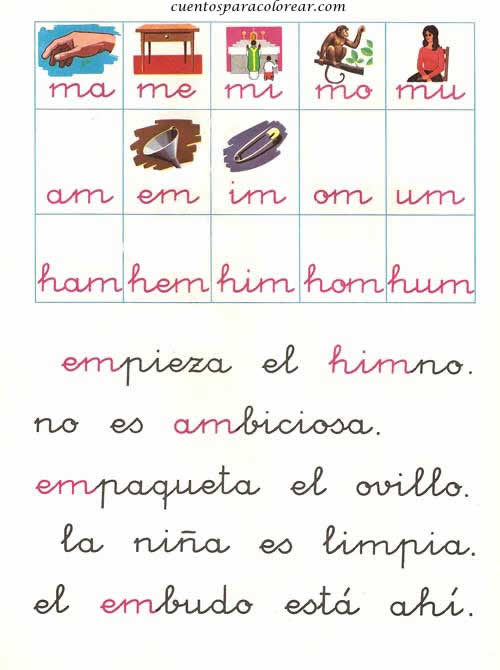 cuentosparacolorear.com
ma me mi mo mu
am em im om um
ham hem him hom hum
empieza el himno.
no es ambiciosa.
empaqueta el ovillo.
la niña es limpia.
el embudo está ahí.